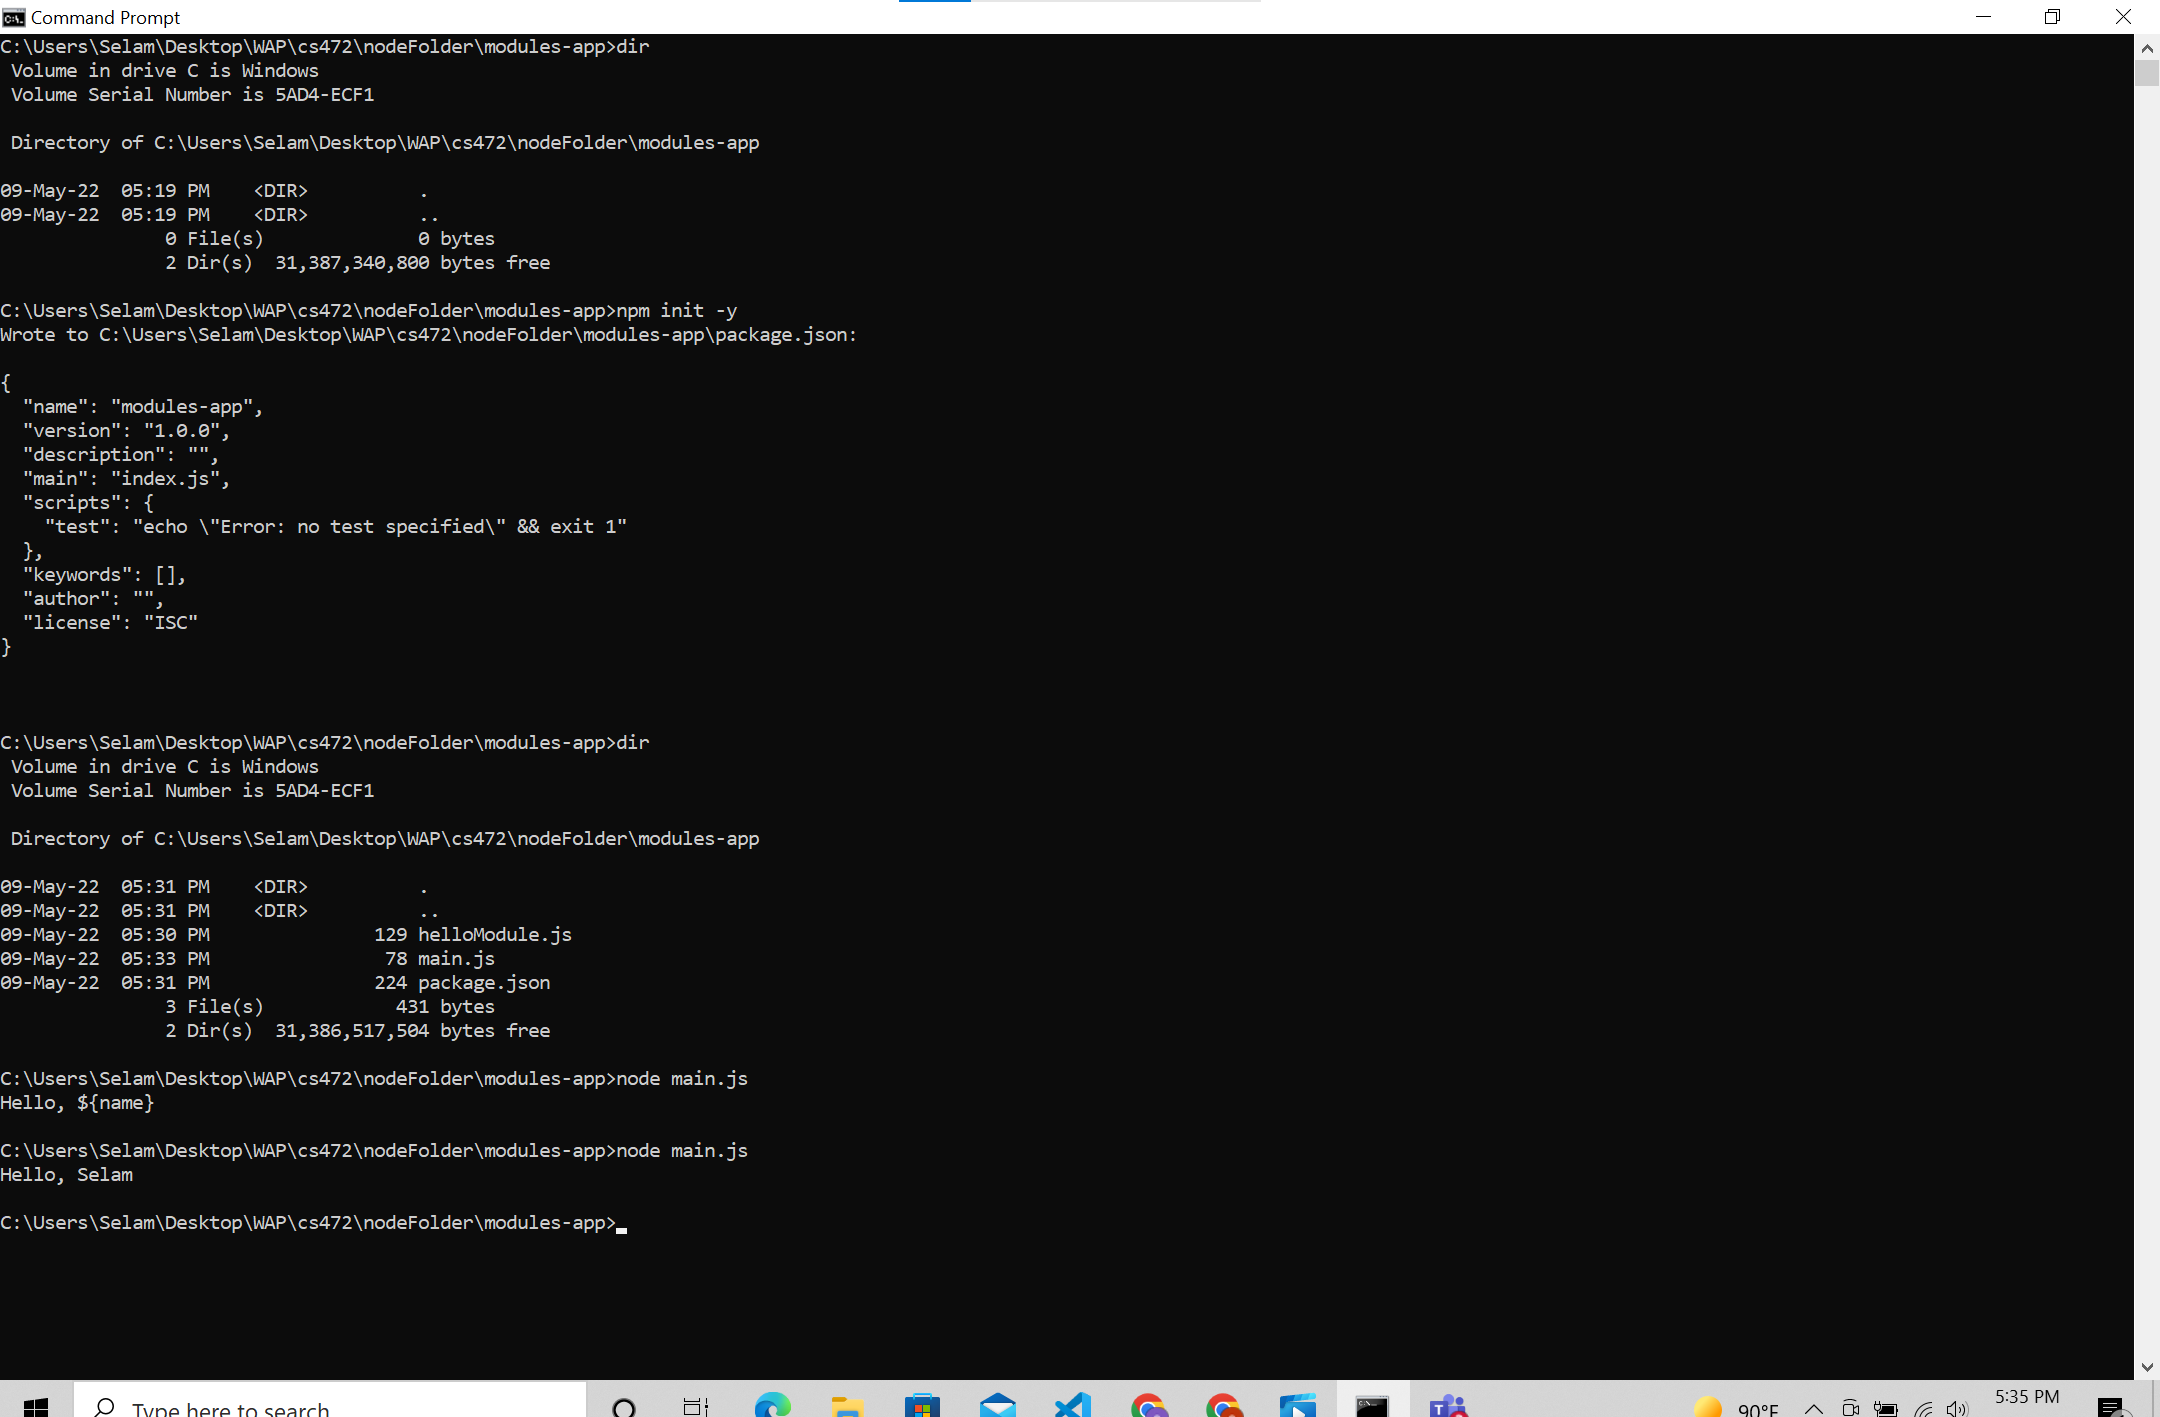 Command Prompt
C:\Users\Selam\Desktop\WAP\cs472\nodeFolder\modules-app>dir
 Volume in drive C is Windows
 Volume Serial Number is 5AD4-ECF1

 Directory of C:\Users\Selam\Desktop\WAP\cs472\nodeFolder\modules-app

09-May-22  05:19 PM    <DIR>          .
09-May-22  05:19 PM    <DIR>          ..
               0 File(s)              0 bytes
               2 Dir(s)  31,387,340,800 bytes free

C:\Users\Selam\Desktop\WAP\cs472\nodeFolder\modules-app>npm init -y
Wrote to C:\Users\Selam\Desktop\WAP\cs472\nodeFolder\modules-app\package.json:

{
  "name": "modules-app",
  "version": "1.0.0",
  "description": "",
  "main": "index.js",
  "scripts": {
    "test": "echo \"Error: no test specified\" && exit 1"
  },
  "keywords": [],
  "author": "",
  "license": "ISC"
}

C:\Users\Selam\Desktop\WAP\cs472\nodeFolder\modules-app>dir
 Volume in drive C is Windows
 Volume Serial Number is 5AD4-ECF1

 Directory of C:\Users\Selam\Desktop\WAP\cs472\nodeFolder\modules-app

09-May-22  05:31 PM    <DIR>          .
09-May-22  05:31 PM    <DIR>          ..
09-May-22  05:30 PM               129 helloModule.js
09-May-22  05:33 PM                78 main.js
09-May-22  05:31 PM               224 package.json
               3 File(s)            431 bytes
               2 Dir(s)  31,386,517,504 bytes free

C:\Users\Selam\Desktop\WAP\cs472\nodeFolder\modules-app>node main.js
Hello, ${name}

C:\Users\Selam\Desktop\WAP\cs472\nodeFolder\modules-app>node main.js
Hello, Selam

C:\Users\Selam\Desktop\WAP\cs472\nodeFolder\modules-app>
Type here to search
90°F
5:35 PM